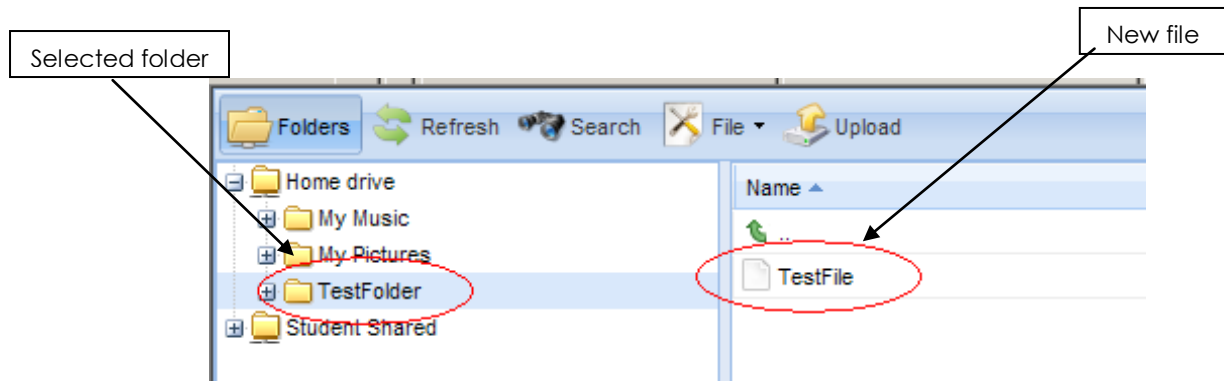 Selected folder
New file
Folders Refresh Search File Upload
Home drive
My Music
My Pictures
TestFolder
Student Shared
Name
..
TestFile